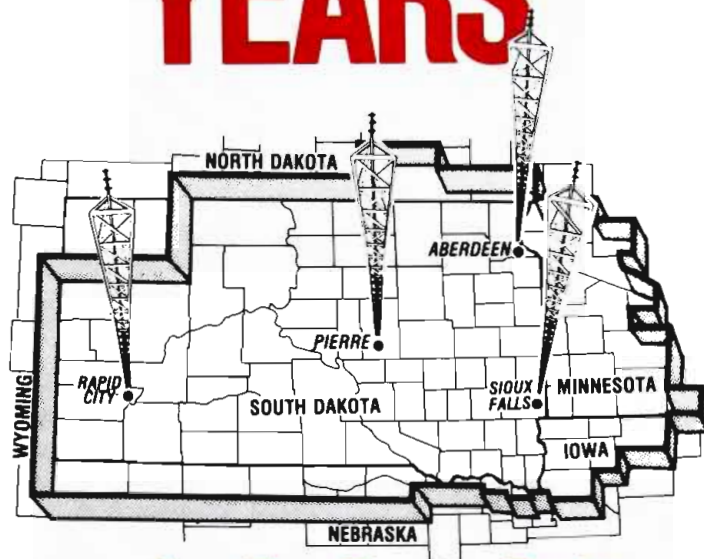 YEARS
NORTH DAKOTA
ABERDEEN
PIERRE
RAPID
CITY
SOUTH DAKOTA
SIOUX
FALLS
MINNESOTA
WYOMING
IOWA
NEBRASKA